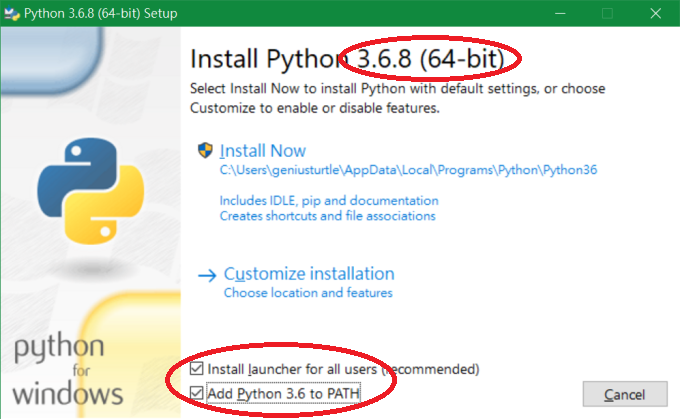 Python 3.6.8 (64-bit) Setup
Install Python 3.6.8 (64-bit)
Select Install Now to install Python with default settings, or choose
Customize to enable or disable features.
Install Now
C:\Users\geniusturtle\AppData\Local\Programs\Python\Python36
Includes IDLE, pip and documentation
Creates shortcuts and file associations
Customize installation
Choose location and features
python
for
windows
Install launcher for all users (recommended)
Add Python 3.6 to PATH
Cancel